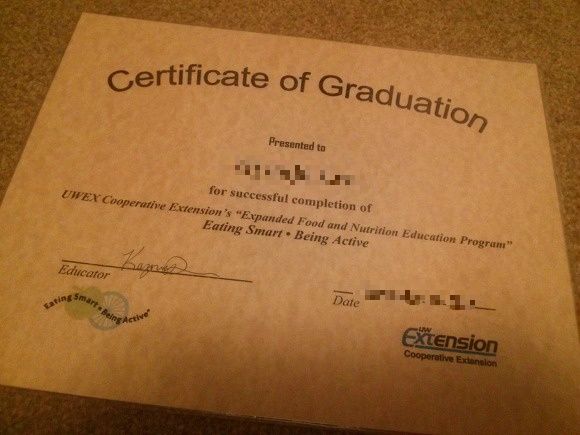 Certificate of Graduation
Presented to
for successful completion of
UWEX Cooperative Extension's "Expanded Food and Nutrition Education Program"
Eating Smart • Being Active
Educator
Date
Eating Smart • Being Active
UW
Extension
Cooperative Extension